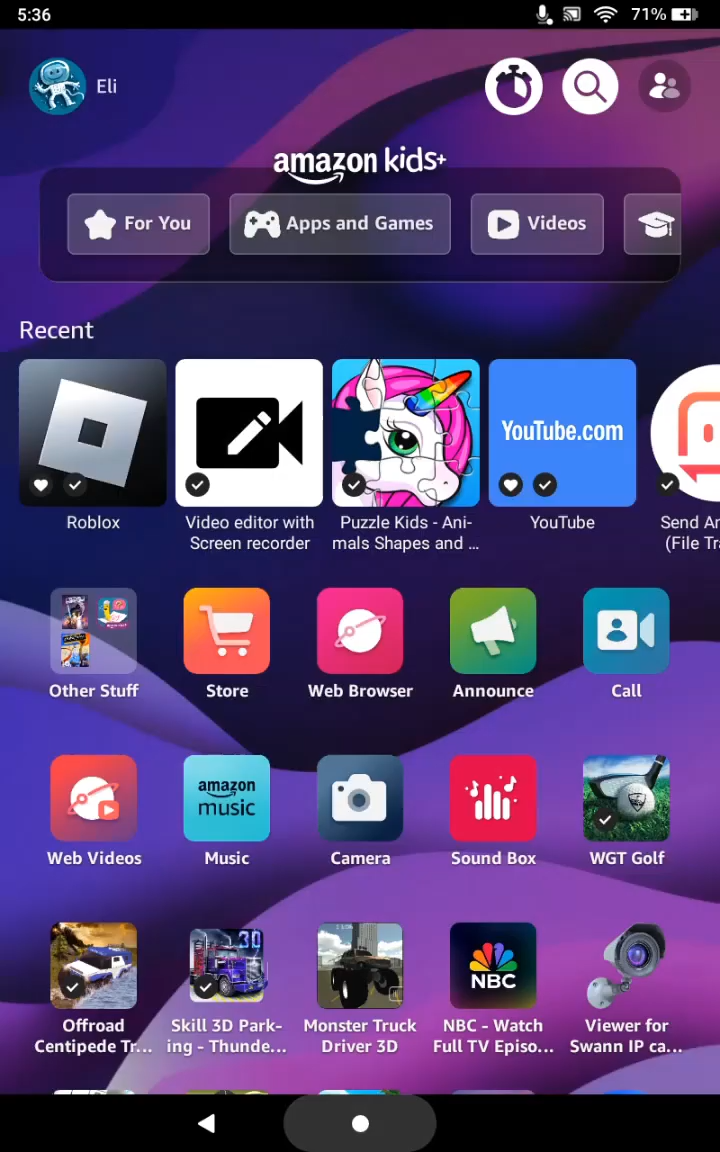 5:36
71%
Eli
amazon kids+
For You
Apps and Games
Videos
Recent
YouTube.com
Roblox
Video editor with
Screen recorder
Puzzle Kids - Ani-
mals Shapes and ...
YouTube
Send An
(File Tra
Other Stuff
Store
Web Browser
Announce
Call
amazon
music
Web Videos
Music
Camera
Sound Box
WGT Golf
3D
NBC
Offroad
Centipede Tr...
Skill 3D Park-
ing - Thunde...
Monster Truck
Driver 3D
NBC - Watch
Full TV Episo...
Viewer for
Swann IP ca...